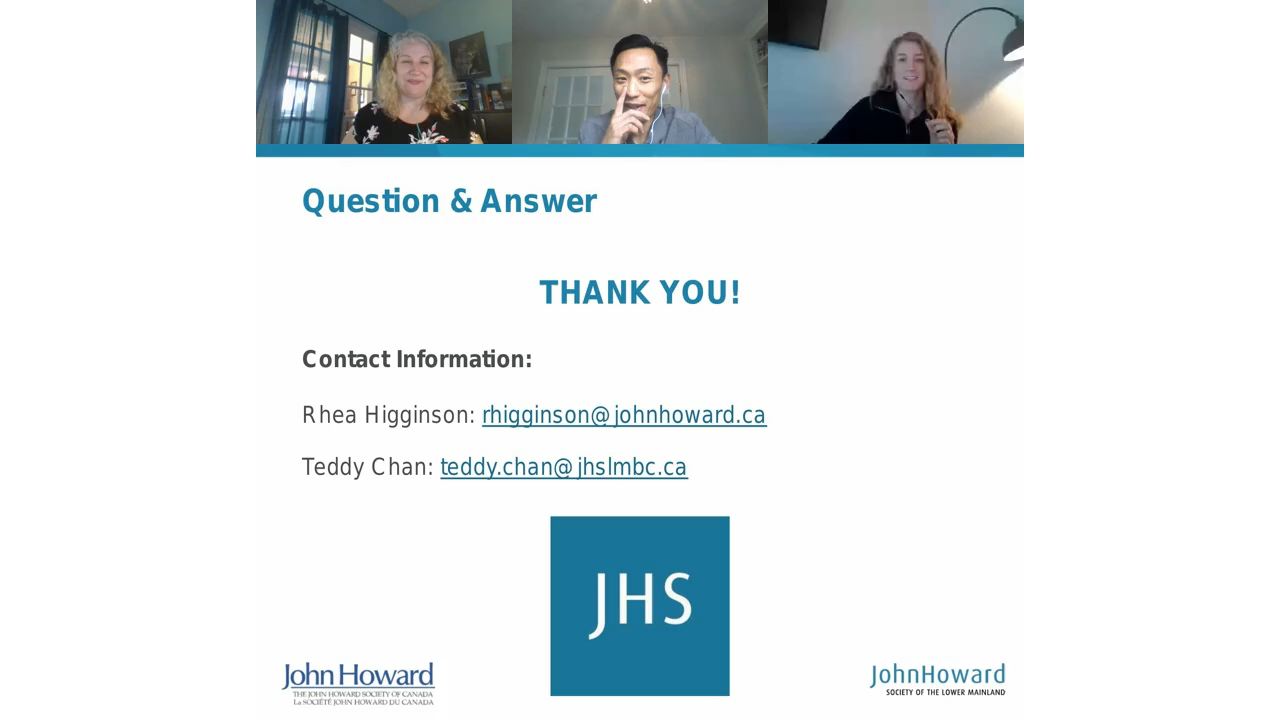 Question & Answer
THANK YOU!
Contact Information:
Rhea Higginson: rhigginson@johnhoward.ca
Teddy Chan: teddy.chan@jhslmbc.ca
JHS
John Howard
THE JOHN HOWARD SOCIETY OF CANADA
LA SOCIÉTÉ JOHN HOWARD DU CANADA
JohnHoward
SOCIETY OF THE LOWER MAINLAND